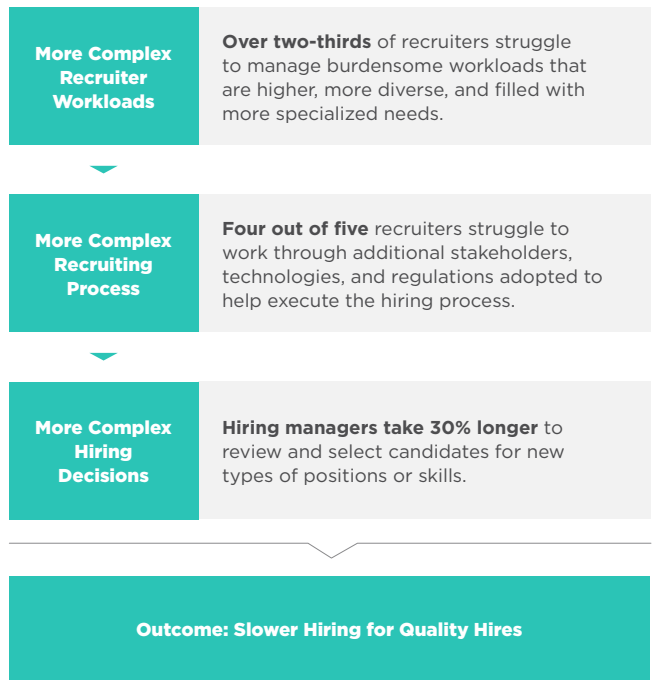 More Complex
Recruiter
Workloads
Over two-thirds of recruiters struggle
to manage burdensome workloads that
are higher, more diverse, and filled with
more specialized needs.
More Complex
Recruiting
Process
Four out of five recruiters struggle to
work through additional stakeholders,
technologies, and regulations adopted to
help execute the hiring process.
More Complex
Hiring
Decisions
Hiring managers take 30% longer to
review and select candidates for new
types of positions or skills.
Outcome: Slower Hiring for Quality Hires